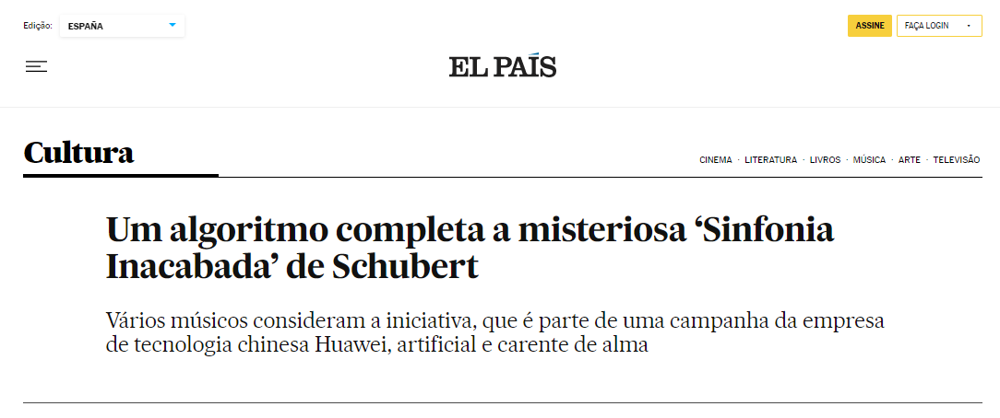 Edição: ESPAÑA ASSINE FAÇA LOGIN
EL PAÍS
Cultura
CINEMA · LITERATURA · LIVROS · MÚSICA · ARTE · TELEVISÃO
Um algoritmo completa a misteriosa ‘Sinfonia
Inacabada’ de Schubert
Vários músicos consideram a iniciativa, que é parte de uma campanha da empresa
de tecnologia chinesa Huawei, artificial e carente de alma